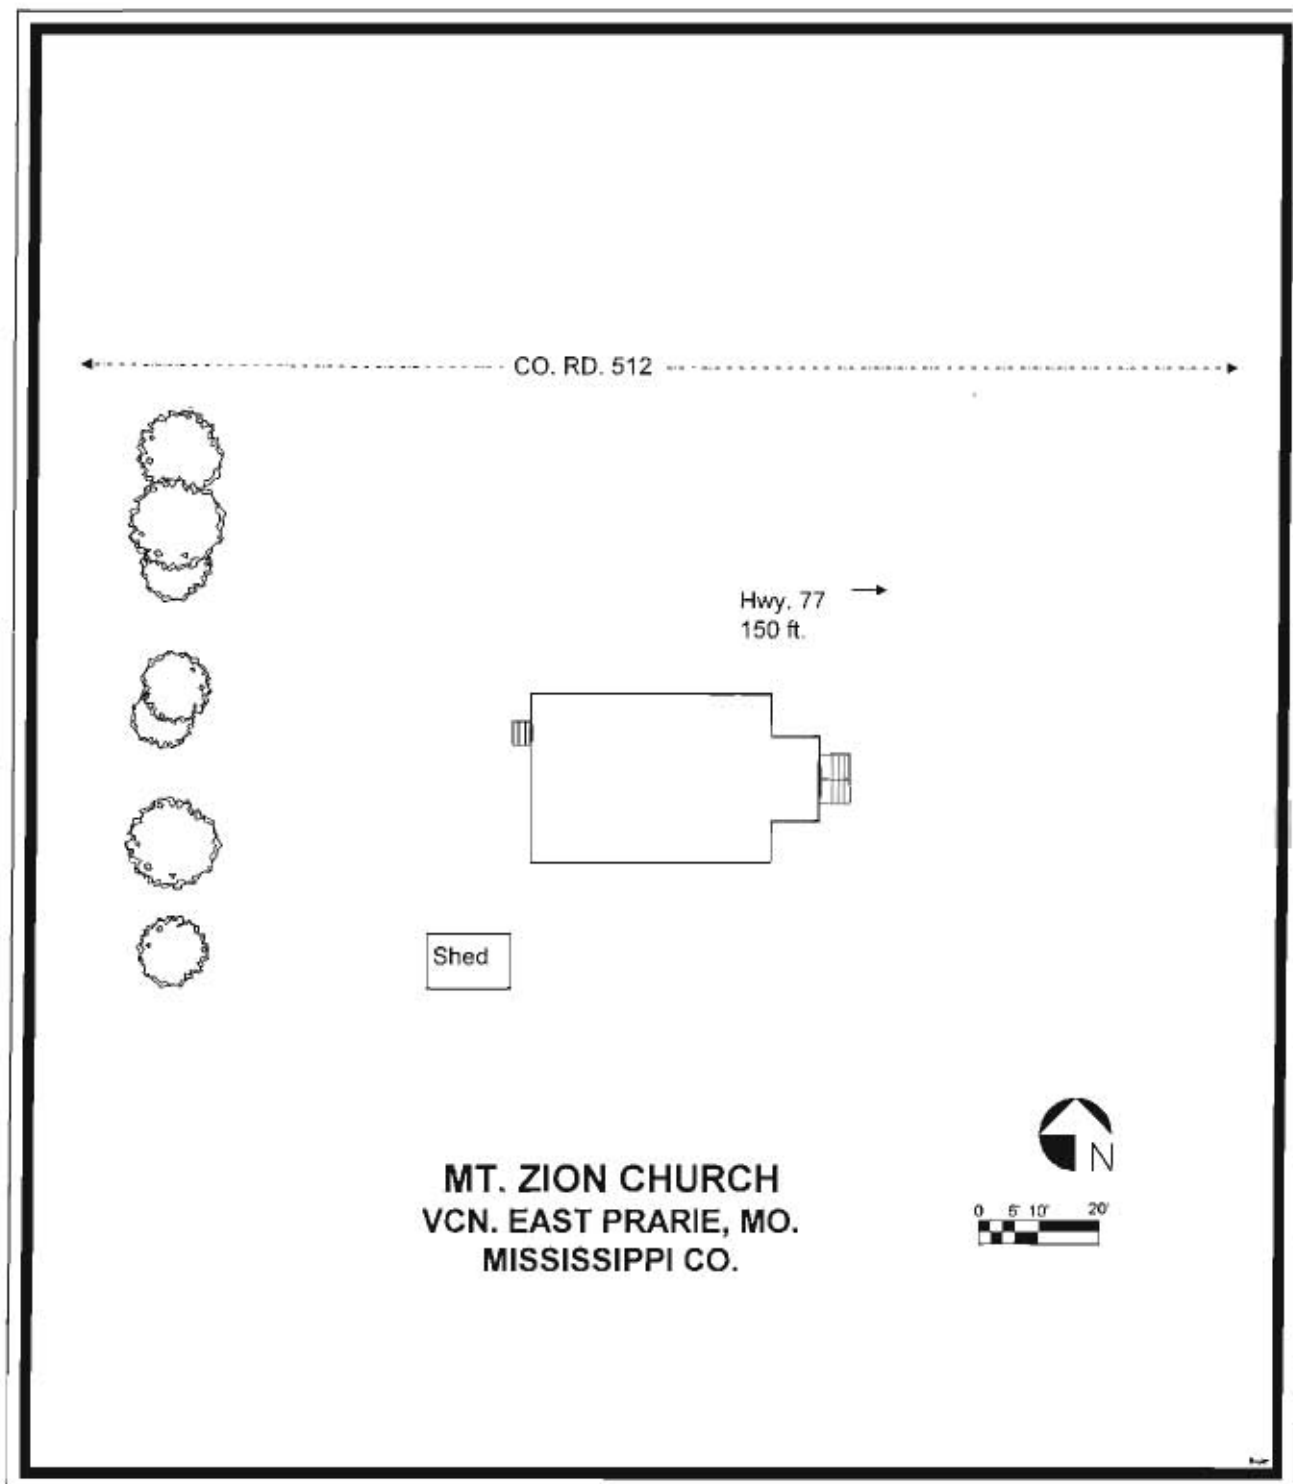 CO. RD. 512
Hwy. 77
150 ft.
Shed
N
0 5' 10' 20'
MT. ZION CHURCH
VCN. EAST PRARIE, MO.
MISSISSIPPI CO.